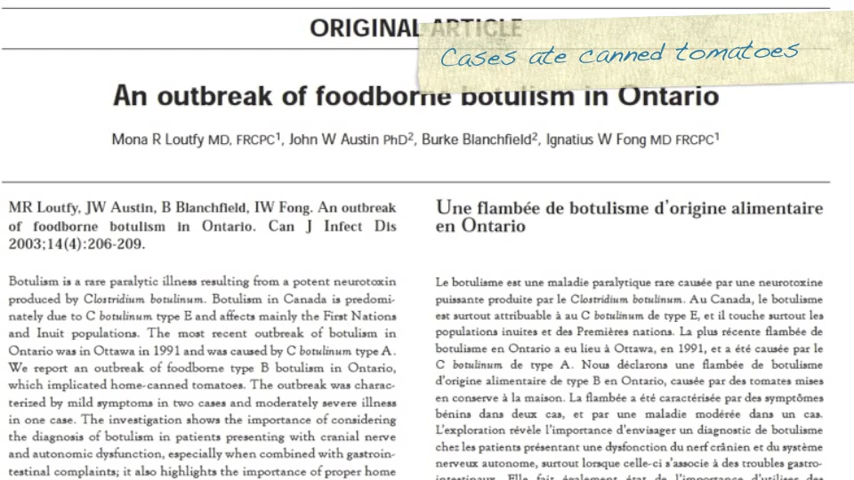 ORIGINAL ARTICLE
Cases ate canned tomatoes
An outbreak of foodborne botulism in Ontario
Mona R Loutfy MD, FRCPC1, John W Austin PhD2, Burke Blanchfield2, Ignatius W Fong MD FRCPC1
MR Loutfy, JW Austin, B Blanchfield, IW Fong. An outbreak
of foodborne botulism in Ontario. Can J Infect Dis
2003;14(4):206-209.
Botulism is a rare paralytic illness resulting from a potent neurotoxin
produced by Clostridium botulinum. Botulism in Canada is predomi-
nately due to C botulinum type E and affects mainly the First Nations
and Inuit populations. The most recent outbreak of botulism in
Ontario was in Ottawa in 1991 and was caused by C botulinum type A.
We report an outbreak of foodborne type B botulism in Ontario,
which implicated home-canned tomatoes. The outbreak was charac-
terized by mild symptoms in two cases and moderately severe illness
in one case. The investigation shows the importance of considering
the diagnosis of botulism in patients presenting with cranial nerve
and autonomic dysfunction, especially when combined with gastroin-
testinal complaints; it also highlights the importance of proper home
Une flambée de botulisme d'origine alimentaire
en Ontario
Le botulisme est une maladie paralytique rare causée par une neurotoxine
puissante produite par le Clostridium botulinum. Au Canada, le botulisme
est surtout attribuable à au C botulinum de type E, et il touche surtout les
populations inuites et des Premières nations. La plus récente flambée de
botulisme en Ontario a eu lieu à Ottawa, en 1991, et a été causée par le
C botulinum de type A. Nous déclarons une flambée de botulisme
d'origine alimentaire de type B en Ontario, causée par des tomates mises
en conserve à la maison. La flambée a été caractérisée par des symptômes
bénins dans deux cas, et par une maladie modérée dans un cas.
L'exploration révèle l'importance d'envisager un diagnostic de botulisme
chez les patients présentant une dysfonction du nerf crânien et du système
nerveux autonome, surtout lorsque celle-ci s'associe à des troubles gastro-
intestinaux. Elle fait également état de l'importance d'utiliser des